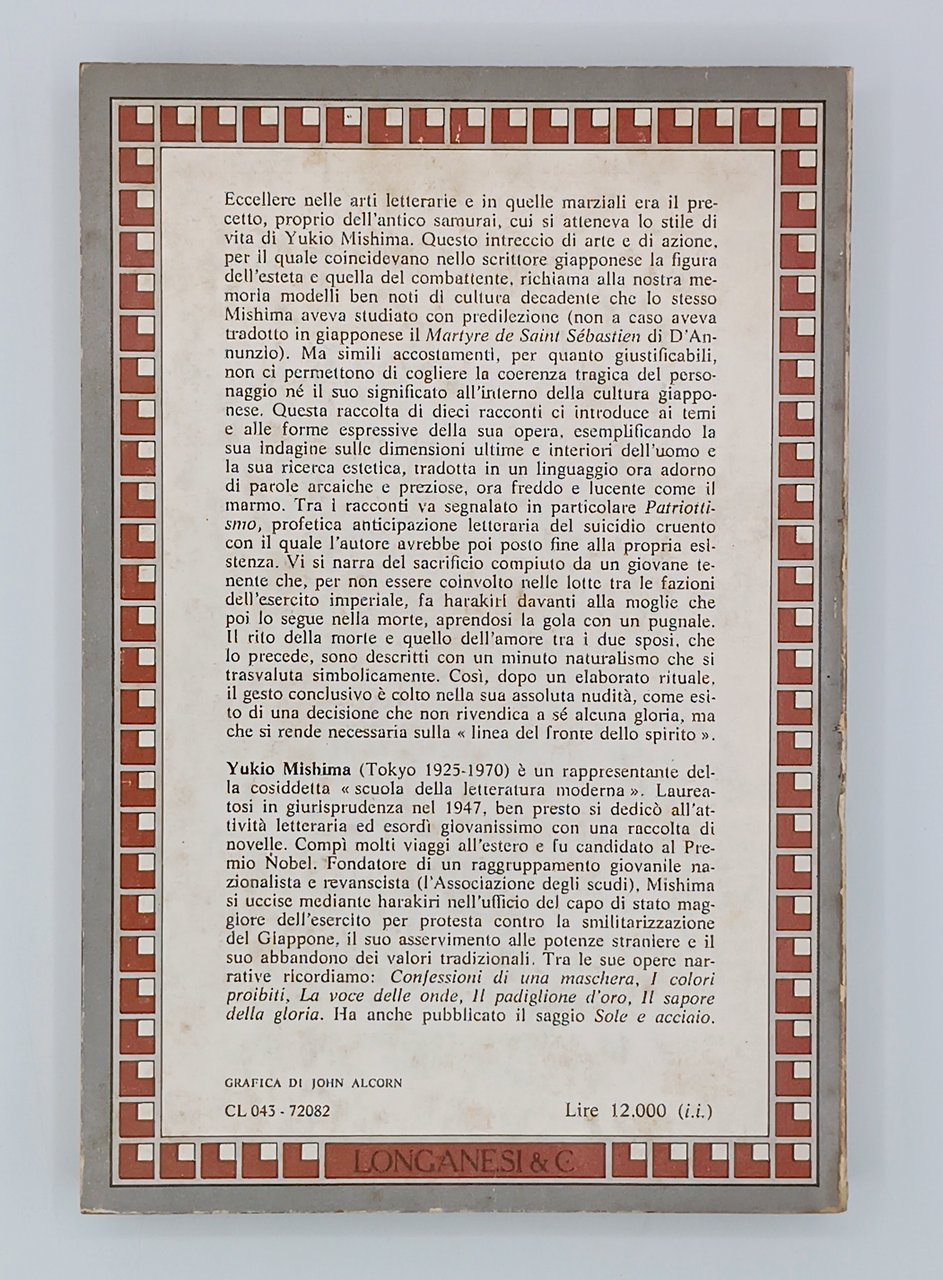 Eccellere nelle arti letterarie e in quelle marziali era il pre-
cetto, proprio dell'antico samurai, cui si atteneva lo stile di
vita di Yukio Mishima. Questo intreccio di arte e di azione,
per il quale coincidevano nello scrittore giapponese la figura
dell'esteta e quella del combattente, richiama alla nostra me-
moria modelli ben noti di cultura decadente che lo stesso
Mishima aveva studiato con predilezione (non a caso aveva
tradotto in giapponese il Martyre de Saint Sébastien di D'An-
nunzio). Ma simili accostamenti, per quanto giustificabili,
non ci permettono di cogliere la coerenza tragica del perso-
naggio né il suo significato all'interno della cultura giappo-
nese. Questa raccolta di dieci racconti ci introduce ai temi
e alle forme espressive della sua opera, esemplificando la
sua indagine sulle dimensioni ultime e interiori dell'uomo e
la sua ricerca estetica, tradotta in un linguaggio ora adorno
di parole arcaiche e preziose, ora freddo e lucente come il
marmo. Tra i racconti va segnalato in particolare Patriotti-
smo, profetica anticipazione letteraria del suicidio cruento
con il quale l'autore avrebbe poi posto fine alla propria esi-
stenza. Vi si narra del sacrificio compiuto da un giovane te-
nente che, per non essere coinvolto nelle lotte tra le fazioni
dell'esercito imperiale, fa harakiri davanti alla moglie che
poi lo segue nella morte, aprendosi la gola con un pugnale.
Il rito della morte e quello dell'amore tra i due sposi, che
lo precede, sono descritti con un minuto naturalismo che si
trasvaluta simbolicamente. Così, dopo un elaborato rituale,
il gesto conclusivo è colto nella sua assoluta nudità, come esi-
to di una decisione che non rivendica a sé alcuna gloria, ma
che si rende necessaria sulla « linea del fronte dello spirito ».
Yukio Mishima (Tokyo 1925-1970) è un rappresentante del-
la cosiddetta « scuola della letteratura moderna ». Laurea-
tosi in giurisprudenza nel 1947, ben presto si dedicò all'at-
tività letteraria ed esordì giovanissimo con una raccolta di
novelle. Compì molti viaggi all'estero e fu candidato al Pre-
mio Nobel. Fondatore di un raggruppamento giovanile na-
zionalista e revanscista (l'Associazione degli scudi), Mishima
si uccise mediante harakiri nell'ufficio del capo di stato mag-
giore dell'esercito per protesta contro la smilitarizzazione
del Giappone, il suo asservimento alle potenze straniere e il
suo abbandono dei valori tradizionali. Tra le sue opere nar-
rative ricordiamo: Confessioni di una maschera, I colori
proibiti, La voce delle onde, Il padiglione d'oro, Il sapore
della gloria. Ha anche pubblicato il saggio Sole e acciaio.
GRAFICA DI JOHN ALCORN
CL 043 - 72082
Lire 12.000 (i.i.)
LONGANESI & C.